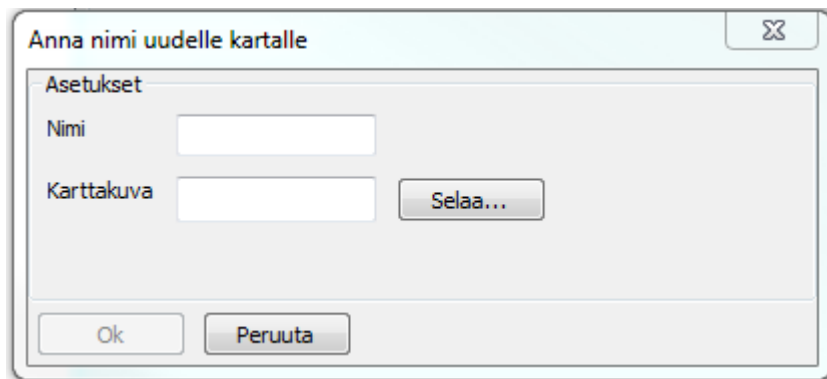 Anna nimi uudelle kartalle
Asetukset
Nimi
Karttakuva
Selaa...
Ok
Peruuta